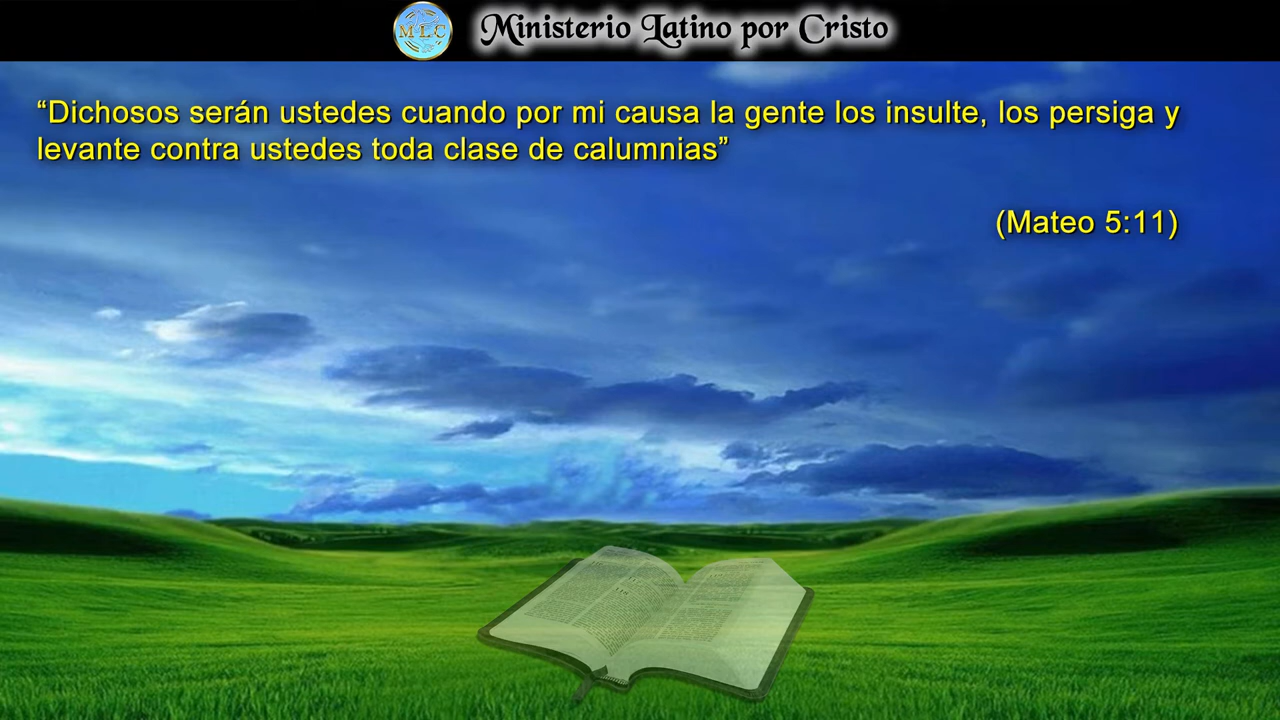 MLC
Ministerio Latino por Cristo
“Dichosos serán ustedes cuando por mi causa la gente los insulte, los persiga y
levante contra ustedes toda clase de calumnias”
(Mateo 5:11)